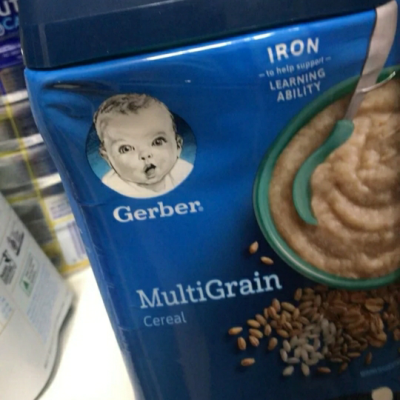 IRON
to help support
LEARNING
ABILITY
Gerber®
MultiGrain
Cereal